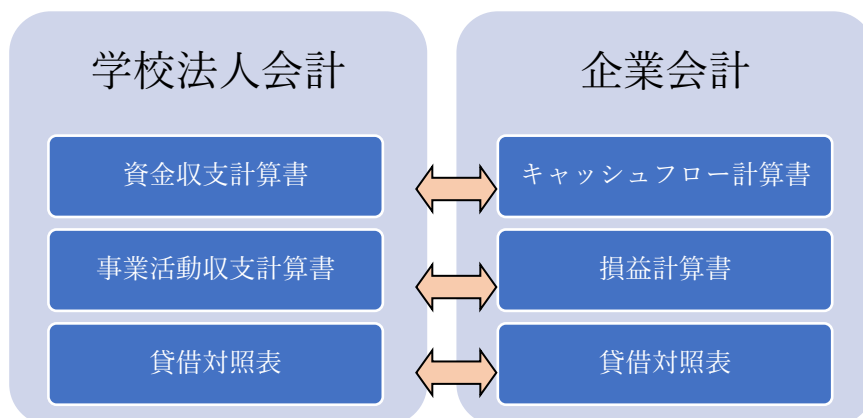 学校法人会計
資金収支計算書
事業活動収支計算書
貸借対照表
企業会計
キャッシュフロー計算書
損益計算書
貸借対照表